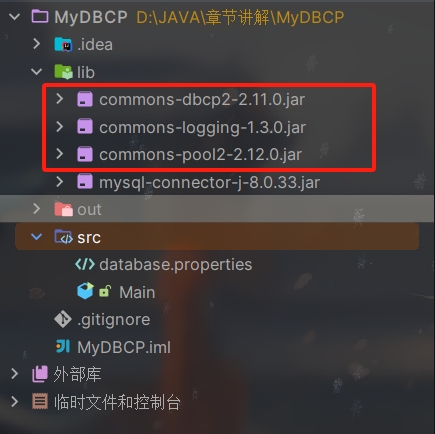 MyDBCP D:\JAVA\章节讲解\MyDBCP
.idea
lib
commons-dbcp2-2.11.0.jar
commons-logging-1.3.0.jar
commons-pool2-2.12.0.jar
mysql-connector-j-8.0.33.jar
out
src
database.properties
Main
.gitignore
MyDBCP.iml
外部库
临时文件和控制台